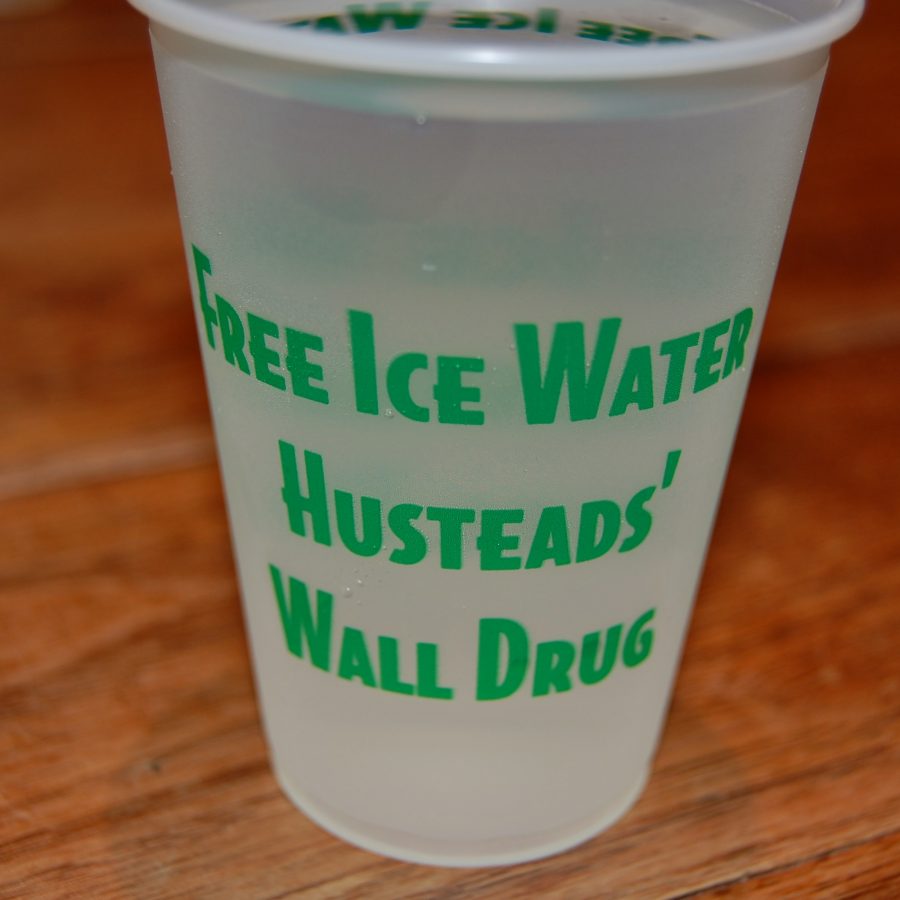 Free Ice Water
Husteads'
Wall Drug